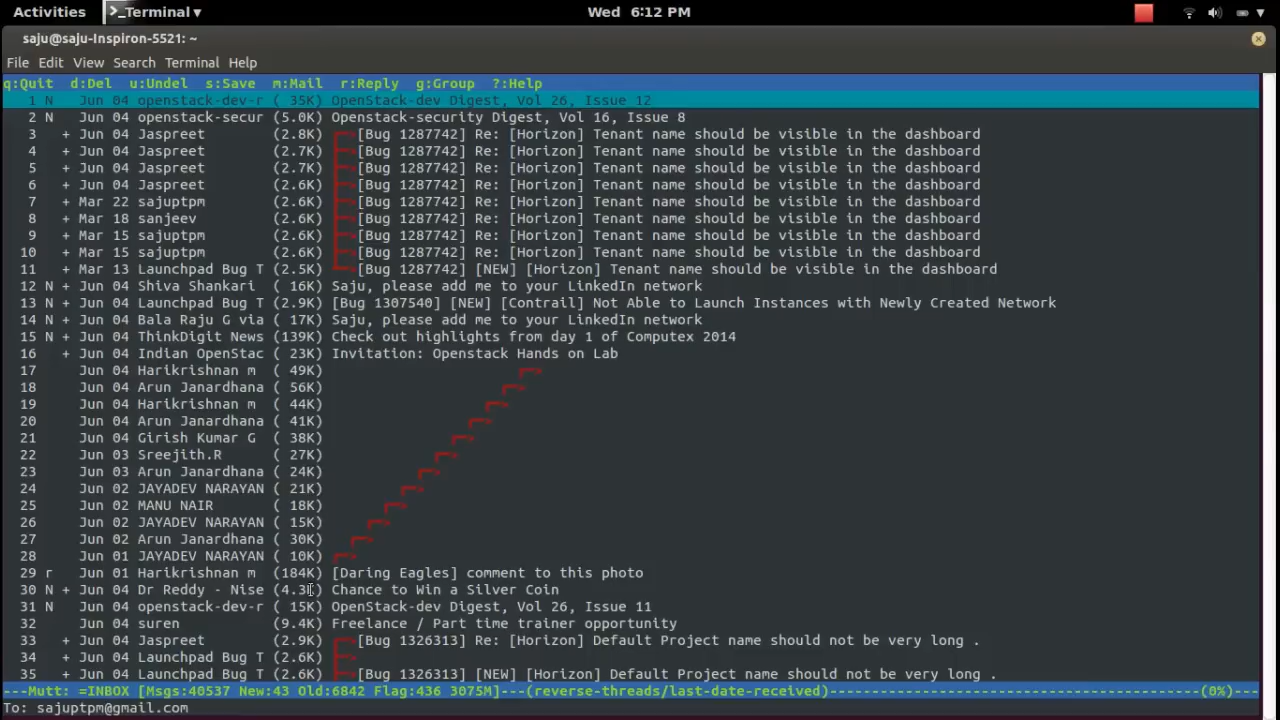 Activities >_Terminal▾ Wed 6:12 PM
saju@saju-Inspiron-5521: ~
File Edit View Search Terminal Help
q:Quit d:Del u:Undel s:Save m:Mail r:Reply g:Group ?:Help
1 N Jun 04 openstack-dev-r ( 35K) OpenStack-dev Digest, Vol 26, Issue 12
2 N Jun 04 openstack-secur (5.0K) Openstack-security Digest, Vol 16, Issue 8
3 + Jun 04 Jaspreet (2.8K) [Bug 1287742] Re: [Horizon] Tenant name should be visible in the dashboard
4 + Jun 04 Jaspreet (2.7K) [Bug 1287742] Re: [Horizon] Tenant name should be visible in the dashboard
5 + Jun 04 Jaspreet (2.7K) [Bug 1287742] Re: [Horizon] Tenant name should be visible in the dashboard
6 + Jun 04 Jaspreet (2.6K) [Bug 1287742] Re: [Horizon] Tenant name should be visible in the dashboard
7 + Mar 22 sajuptpm (2.6K) [Bug 1287742] Re: [Horizon] Tenant name should be visible in the dashboard
8 + Mar 18 sanjeev (2.6K) [Bug 1287742] Re: [Horizon] Tenant name should be visible in the dashboard
9 + Mar 15 sajuptpm (2.6K) [Bug 1287742] Re: [Horizon] Tenant name should be visible in the dashboard
10 + Mar 15 sajuptpm (2.6K) [Bug 1287742] Re: [Horizon] Tenant name should be visible in the dashboard
11 + Mar 13 Launchpad Bug T (2.5K) [Bug 1287742] [NEW] [Horizon] Tenant name should be visible in the dashboard
12 N + Jun 04 Shiva Shankari ( 16K) Saju, please add me to your LinkedIn network
13 N + Jun 04 Launchpad Bug T (2.9K) [Bug 1307540] [NEW] [Contrail] Not Able to Launch Instances with Newly Created Network
14 N + Jun 04 Bala Raju G via ( 17K) Saju, please add me to your LinkedIn network
15 N + Jun 04 ThinkDigit News (139K) Check out highlights from day 1 of Computex 2014
16 + Jun 04 Indian OpenStac ( 23K) Invitation: Openstack Hands on Lab
17 Jun 04 Harikrishnan m ( 49K)
18 Jun 04 Arun Janardhana ( 56K)
19 Jun 04 Harikrishnan m ( 44K)
20 Jun 04 Arun Janardhana ( 41K)
21 Jun 04 Girish Kumar G ( 38K)
22 Jun 03 Sreejith.R ( 27K)
23 Jun 03 Arun Janardhana ( 24K)
24 Jun 02 JAYADEV NARAYAN ( 21K)
25 Jun 02 MANU NAIR ( 18K)
26 Jun 02 JAYADEV NARAYAN ( 15K)
27 Jun 02 Arun Janardhana ( 30K)
28 Jun 01 JAYADEV NARAYAN ( 10K)
29 r Jun 01 Harikrishnan m (184K) [Daring Eagles] comment to this photo
30 N + Jun 04 Dr Reddy - Nise (4.3K) Chance to Win a Silver Coin
31 N Jun 04 openstack-dev-r ( 15K) OpenStack-dev Digest, Vol 26, Issue 11
32 Jun 04 suren (9.4K) Freelance / Part time trainer opportunity
33 + Jun 04 Jaspreet (2.9K) [Bug 1326313] Re: [Horizon] Default Project name should not be very long .
34 + Jun 04 Launchpad Bug T (2.6K)
35 + Jun 04 Launchpad Bug T (2.6K) [Bug 1326313] [NEW] [Horizon] Default Project name should not be very long .
---Mutt: =INBOX [Msgs:40537 New:43 Old:6842 Flag:436 3075M]---(reverse-threads/last-date-received)---(0%)---
To: sajuptpm@gmail.com